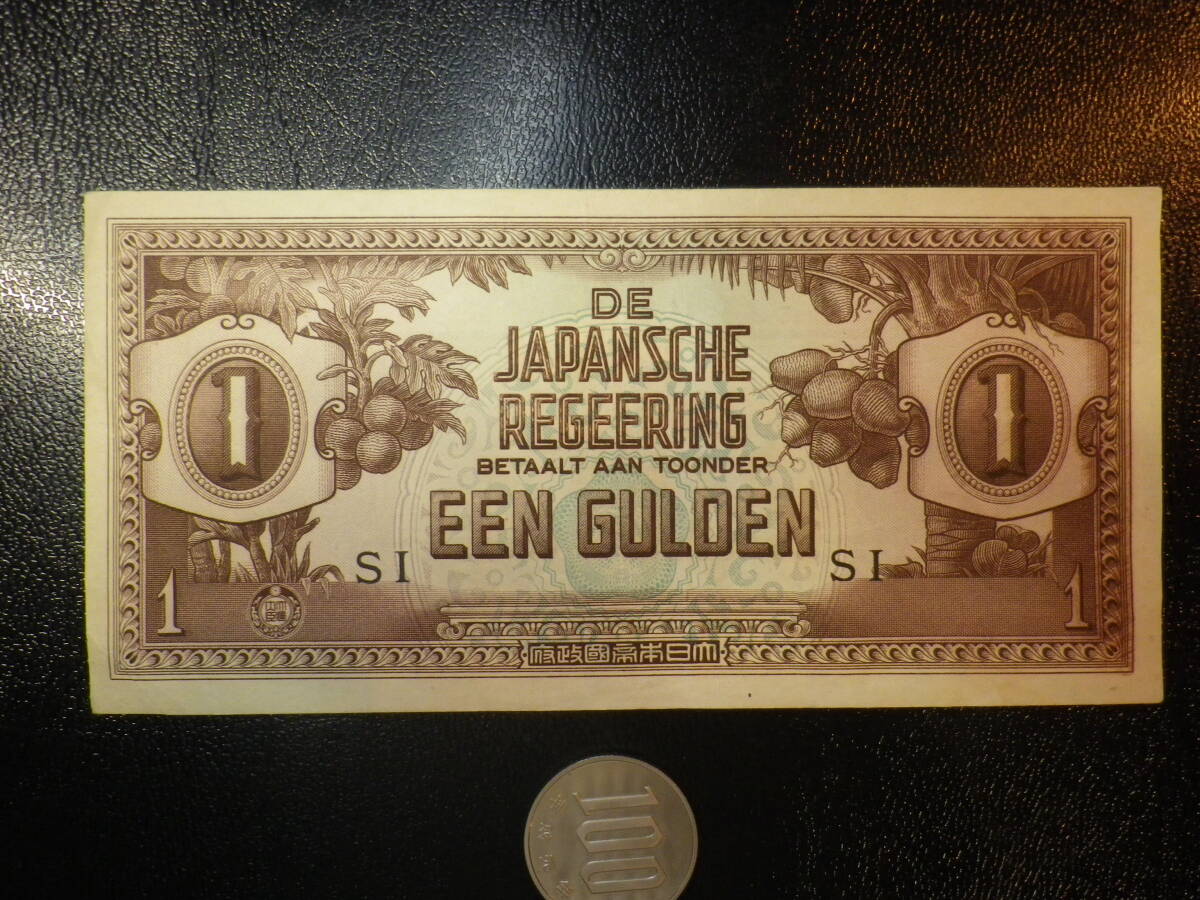 DE
JAPANSCHE
REGEERING
BETAALT AAN TOONDER
EEN GULDEN
1
1
SI
SI
1
1
府政國帝本日大
100